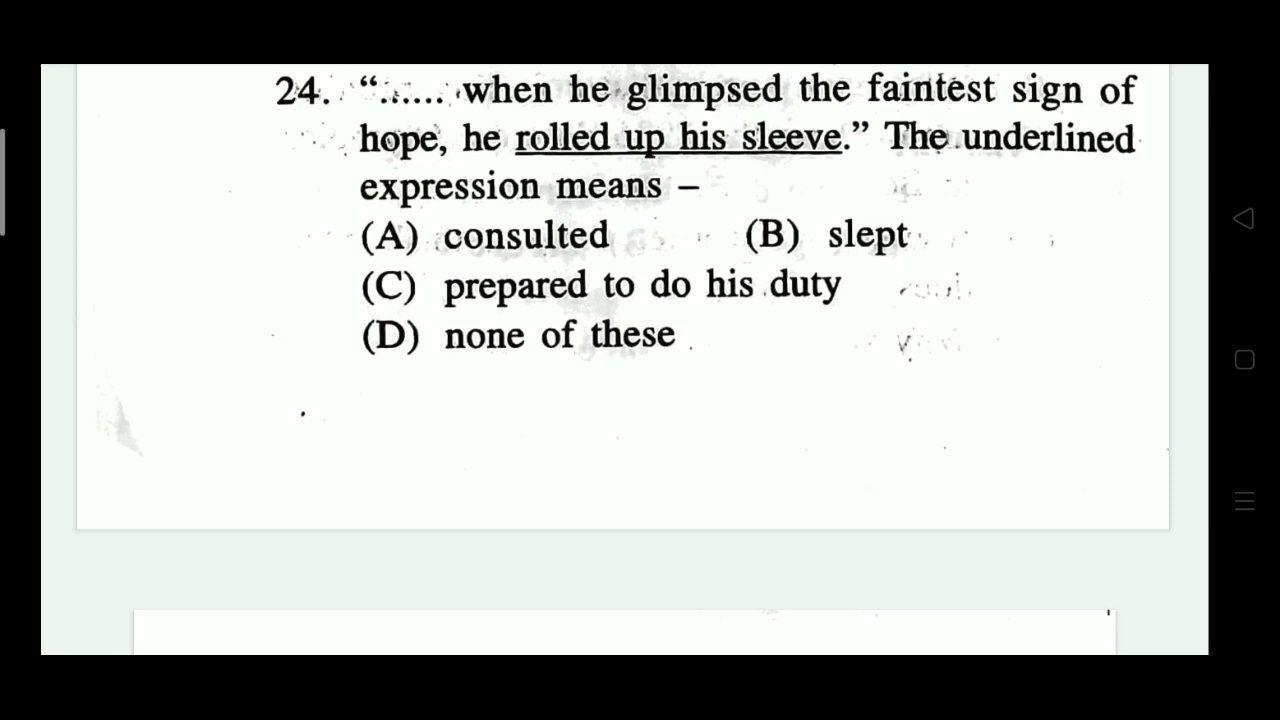 24. “...... when he glimpsed the faintest sign of
hope, he rolled up his sleeve.” The underlined
expression means –
(A) consulted (B) slept
(C) prepared to do his duty
(D) none of these